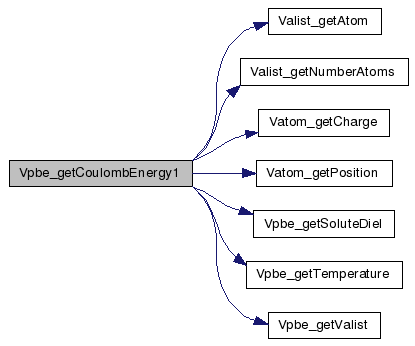 Valist_getAtom
Valist_getNumberAtoms
Vatom_getCharge
Vpbe_getCoulombEnergy1
Vatom_getPosition
Vpbe_getSoluteDiel
Vpbe_getTemperature
Vpbe_getValist